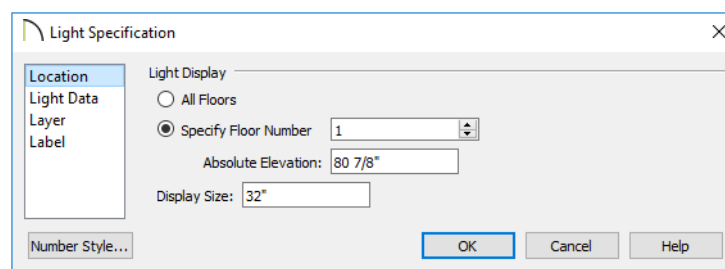 Light Specification
Location
Light Data
Layer
Label
Light Display
All Floors
Specify Floor Number 1
Absolute Elevation: 80 7/8"
Display Size: 32"
Number Style... OK Cancel Help